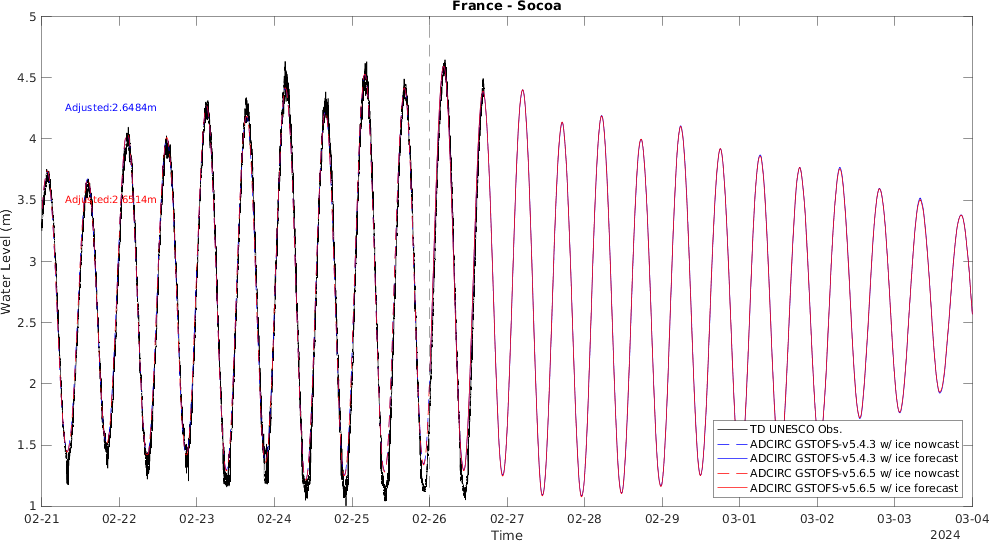 France - Socoa
Water Level (m)
5
4.5
4
3.5
3
2.5
2
1.5
1
Adjusted:2.6484m
Adjusted:2.6514m
TD UNESCO Obs.
ADCIRC GSTOFS-v5.4.3 w/ ice nowcast
ADCIRC GSTOFS-v5.4.3 w/ ice forecast
ADCIRC GSTOFS-v5.6.5 w/ ice nowcast
ADCIRC GSTOFS-v5.6.5 w/ ice forecast
02-21 02-22 02-23 02-24 02-25 02-26 02-27 02-28 02-29 03-01 03-02 03-03 03-04
Time
2024